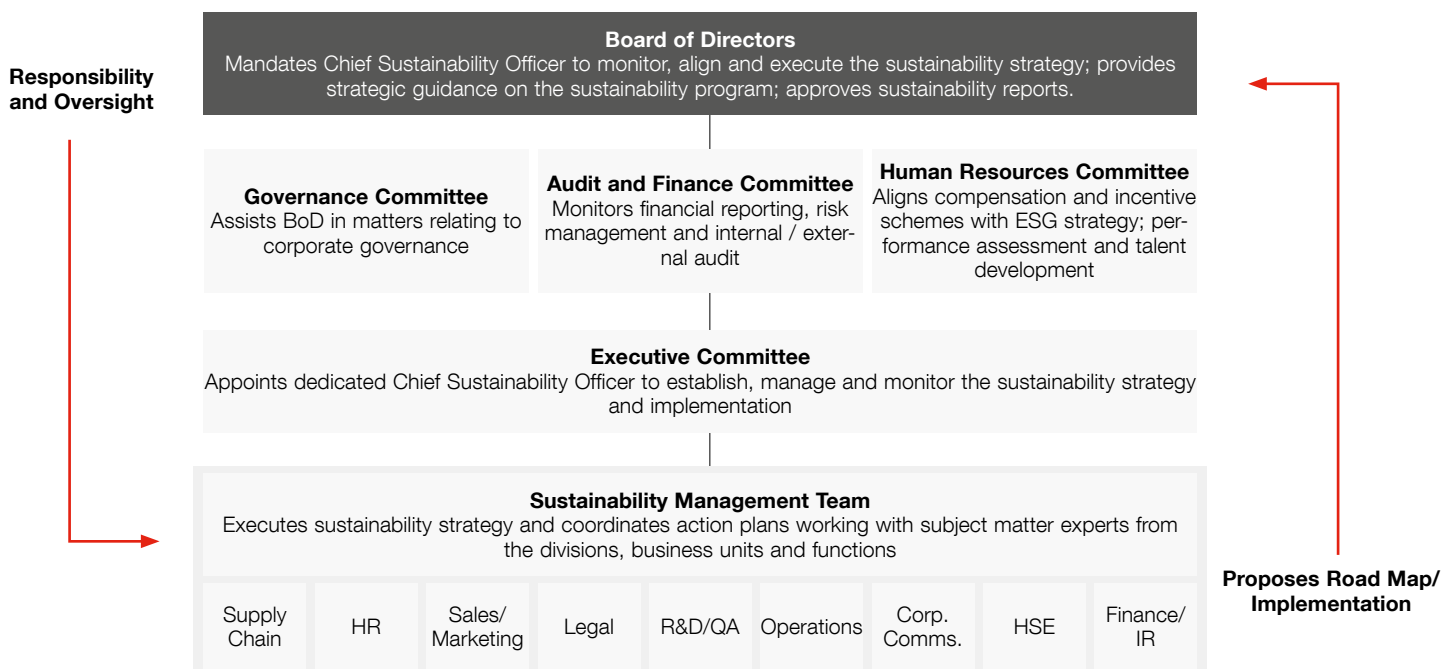 Responsibility
and Oversight
Board of Directors
Mandates Chief Sustainability Officer to monitor, align and execute the sustainability strategy; provides
strategic guidance on the sustainability program; approves sustainability reports.
Governance Committee
Assists BoD in matters relating to
corporate governance
Audit and Finance Committee
Monitors financial reporting, risk
management and internal / exter-
nal audit
Human Resources Committee
Aligns compensation and incentive
schemes with ESG strategy; per-
formance assessment and talent
development
Executive Committee
Appoints dedicated Chief Sustainability Officer to establish, manage and monitor the sustainability strategy
and implementation
Sustainability Management Team
Executes sustainability strategy and coordinates action plans working with subject matter experts from
the divisions, business units and functions
Supply
Chain
HR
Sales/
Marketing
Legal
R&D/QA
Operations
Corp.
Comms.
HSE
Finance/
IR
Proposes Road Map/
Implementation